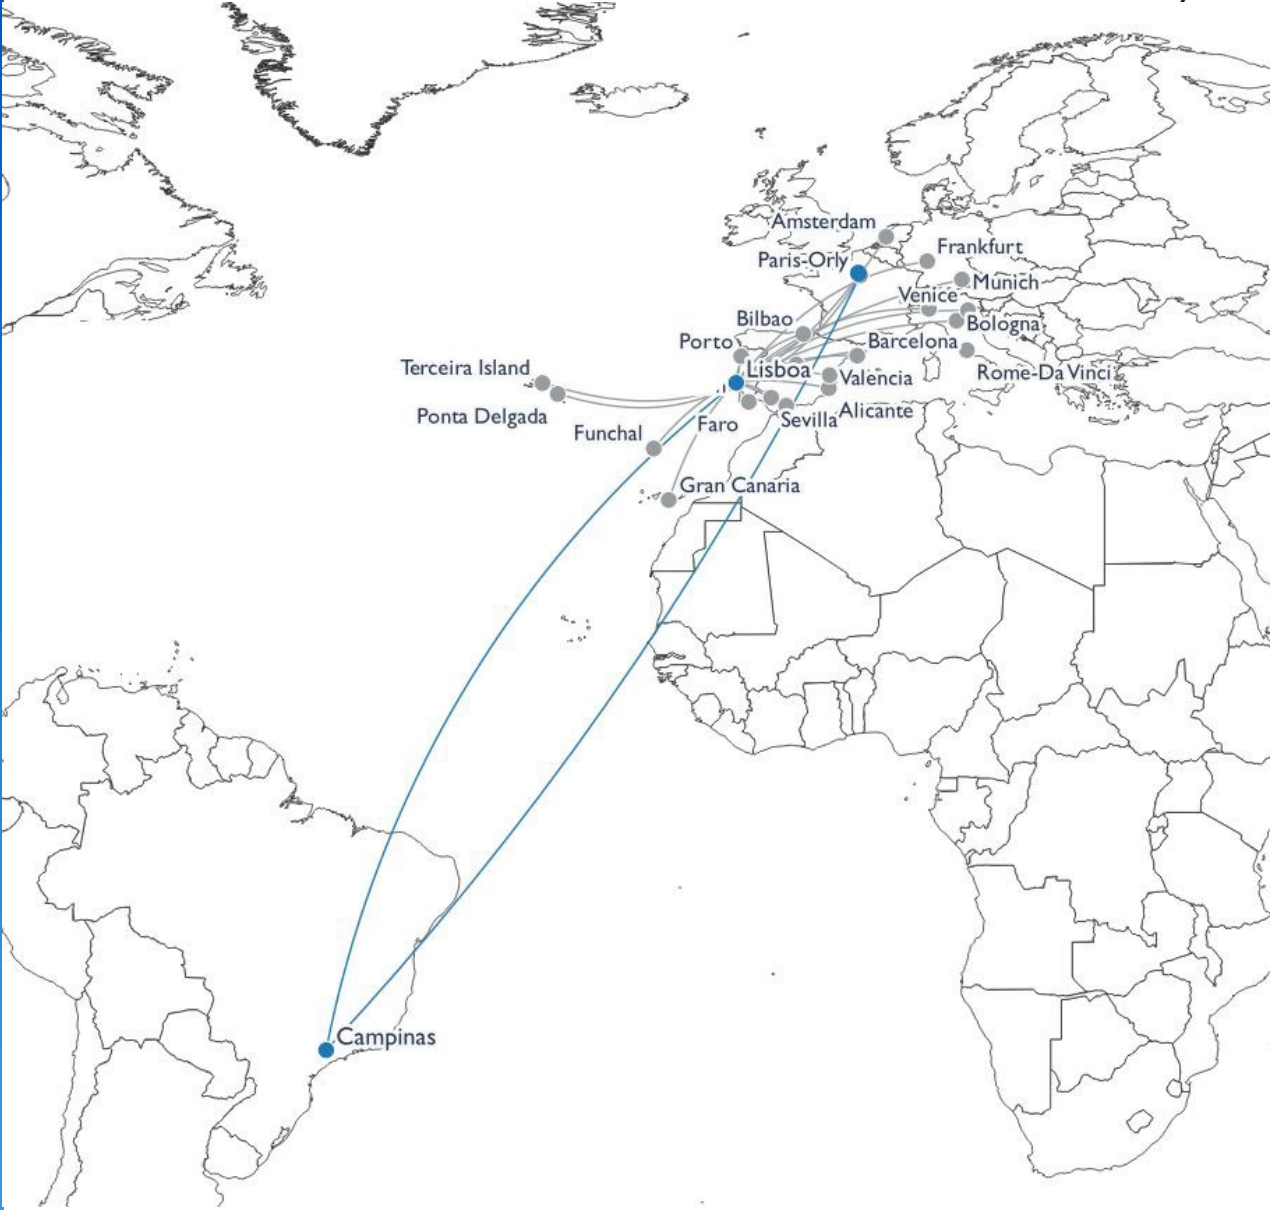 Amsterdam
Frankfurt
Paris-Orly
Munich
Venice
Bilbao
Bologna
Porto
Barcelona
Terceira Island
Lisboa
Rome-Da Vinci
Valencia
Ponta Delgada
Alicante
Sevilla
Faro
Funchal
Gran Canaria
Campinas